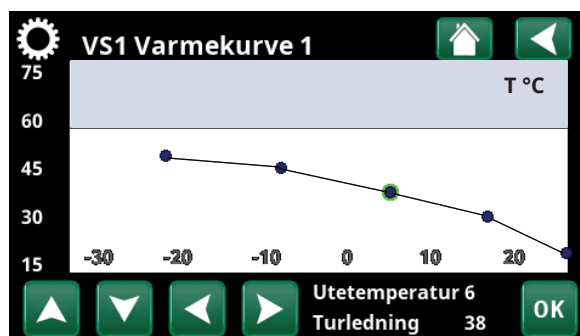 VS1 Varmekurve 1
75
T °C
60
45
30
15
-30 -20 -10 0 10 20
Utetemperatur 6
Turledning 38
OK